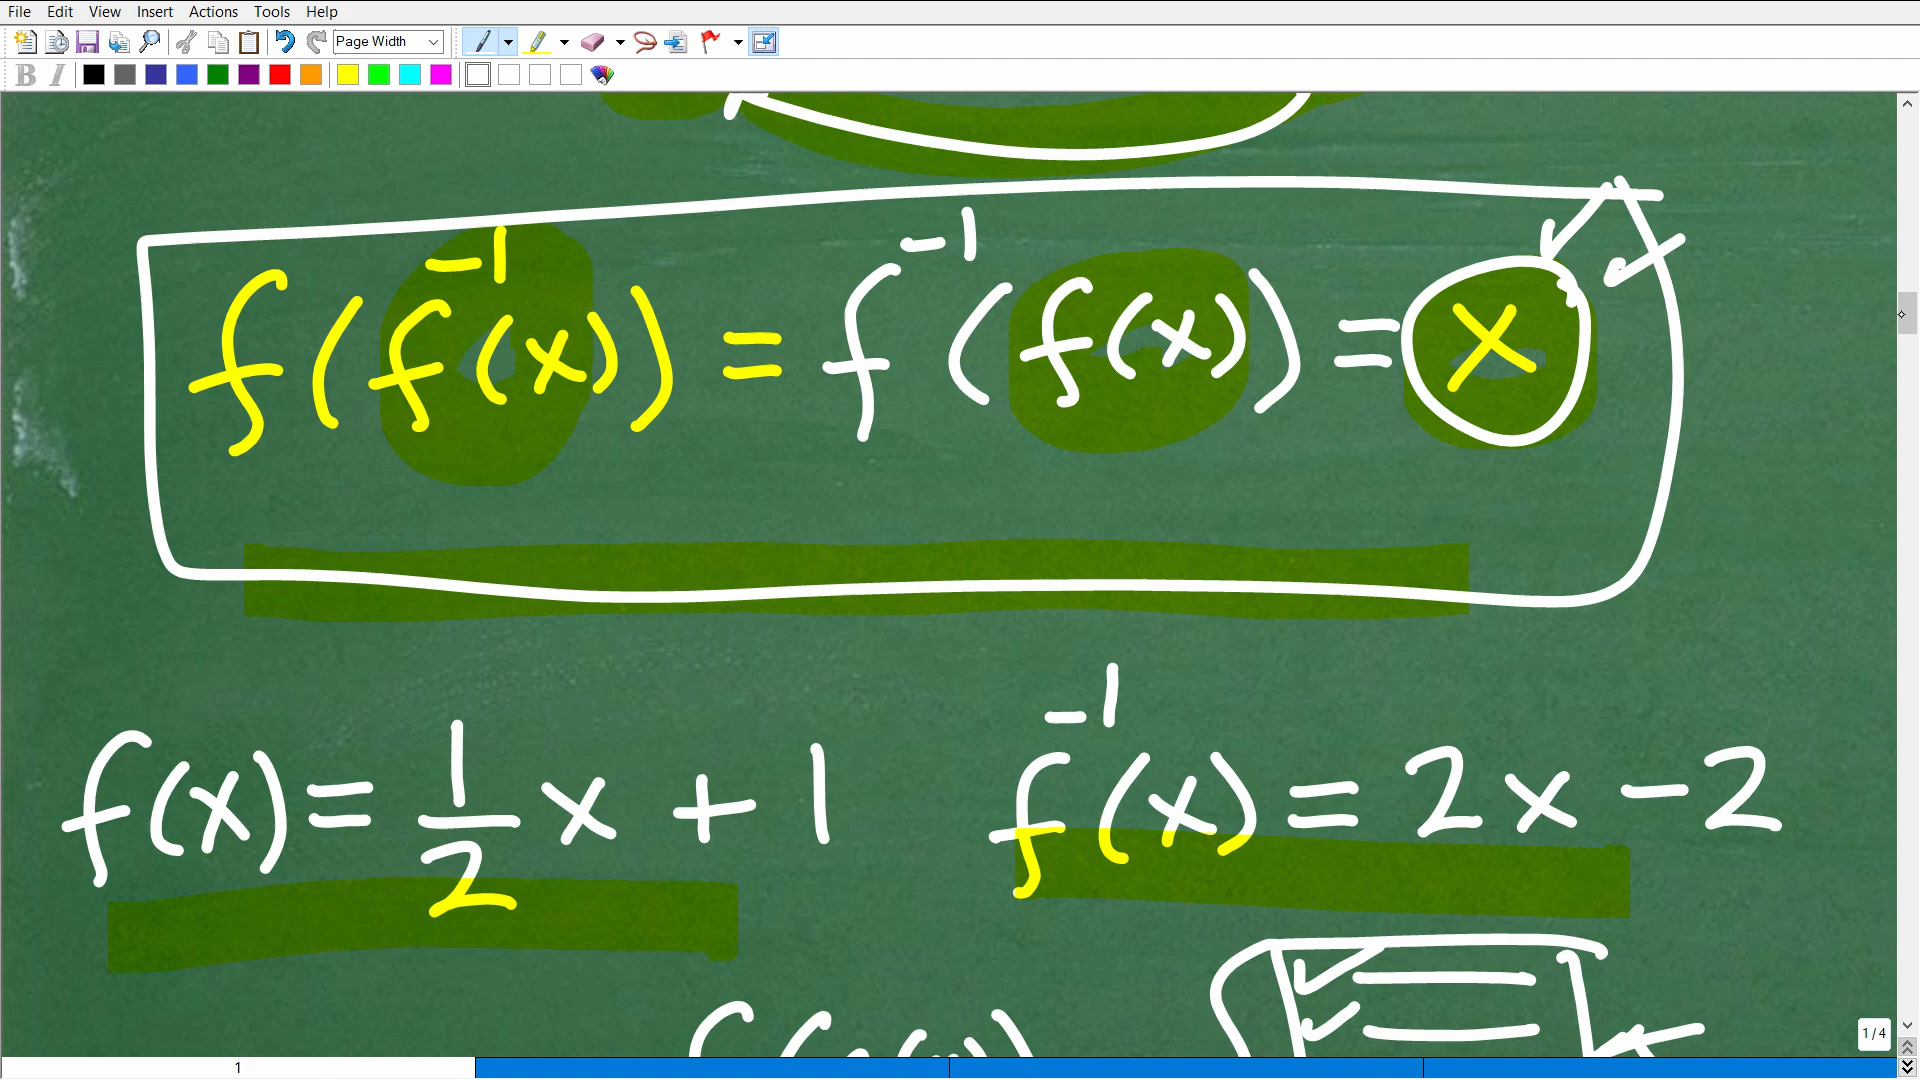 File Edit View Insert Actions Tools Help
Page Width
B I
f(f⁻¹(x)) = f⁻¹(f(x)) = x
f(x) = 1/2 x + 1 f⁻¹(x) = 2x - 2
1 / 4
1